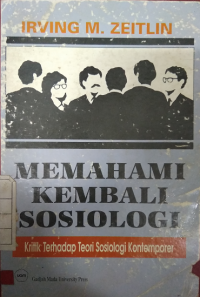 IRVING M. ZEITLIN
MEMAHAMI
KEMBALI
SOSIOLOGI
Kritik Terhadap Teori Sosiologi Kontemporer
Gadjah Mada University Press